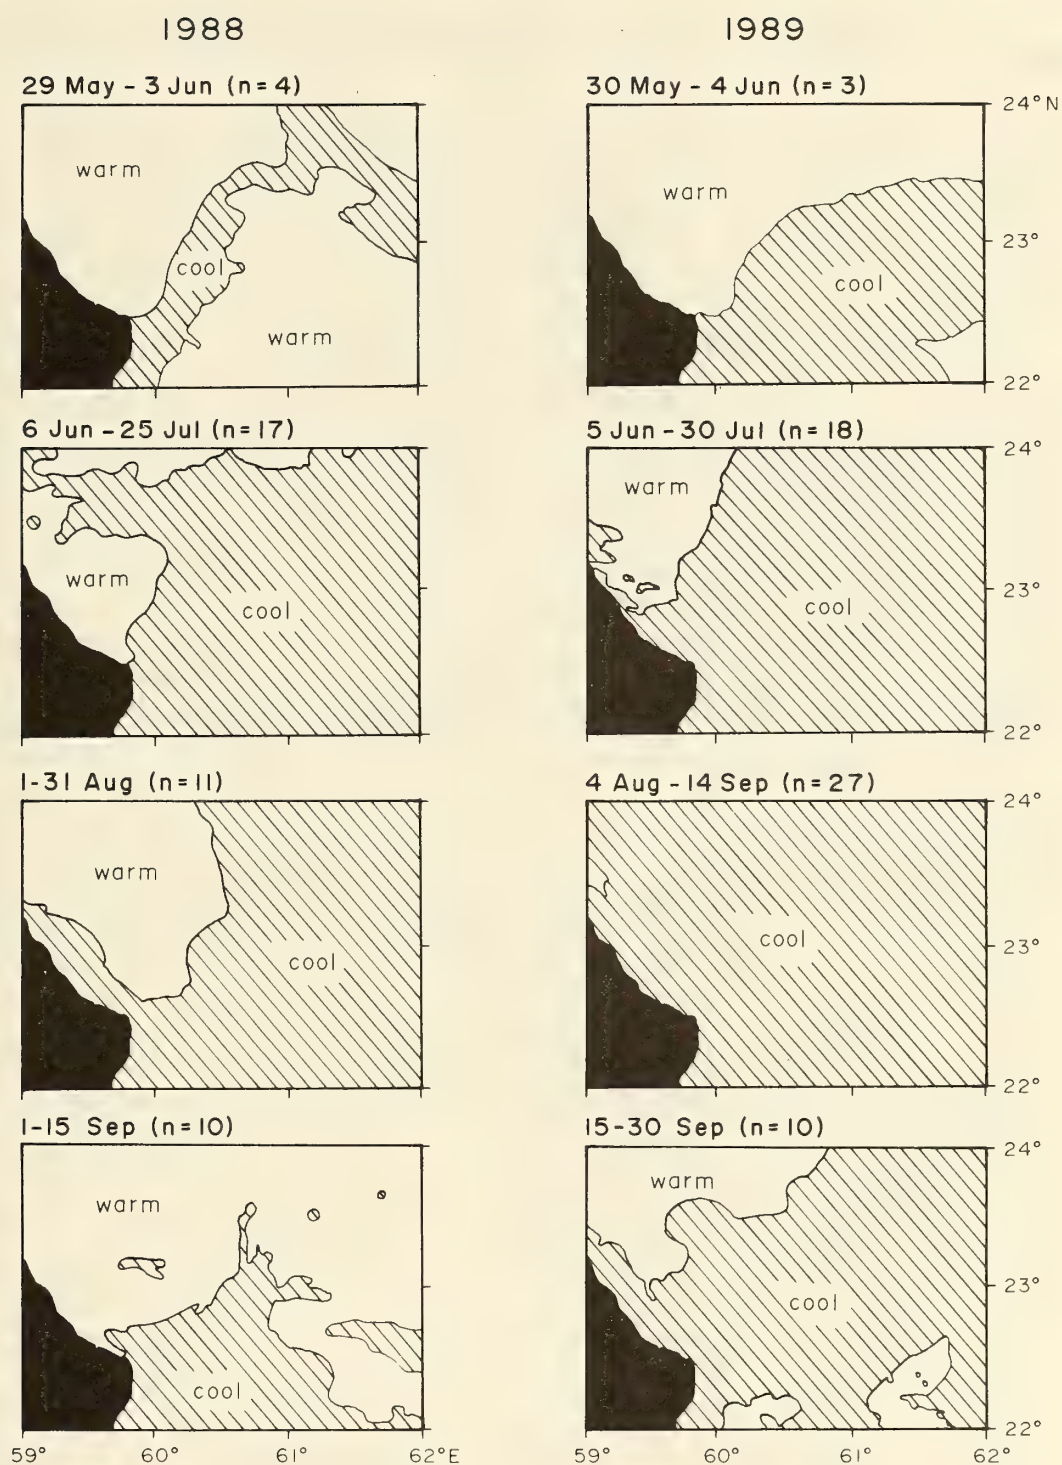 1988
1989
29 May - 3 Jun (n=4)
30 May - 4 Jun (n=3)
24°N
warm
warm
23°
cool
cool
warm
22°
6 Jun - 25 Jul (n=17)
5 Jun - 30 Jul (n=18)
24°
warm
warm
23°
cool
cool
22°
1-31 Aug (n=11)
4 Aug - 14 Sep (n=27)
24°
warm
cool
23°
cool
22°
1-15 Sep (n=10)
15-30 Sep (n=10)
24°
warm
warm
23°
cool
cool
22°
59° 60° 61° 62°E
59° 60° 61° 62°